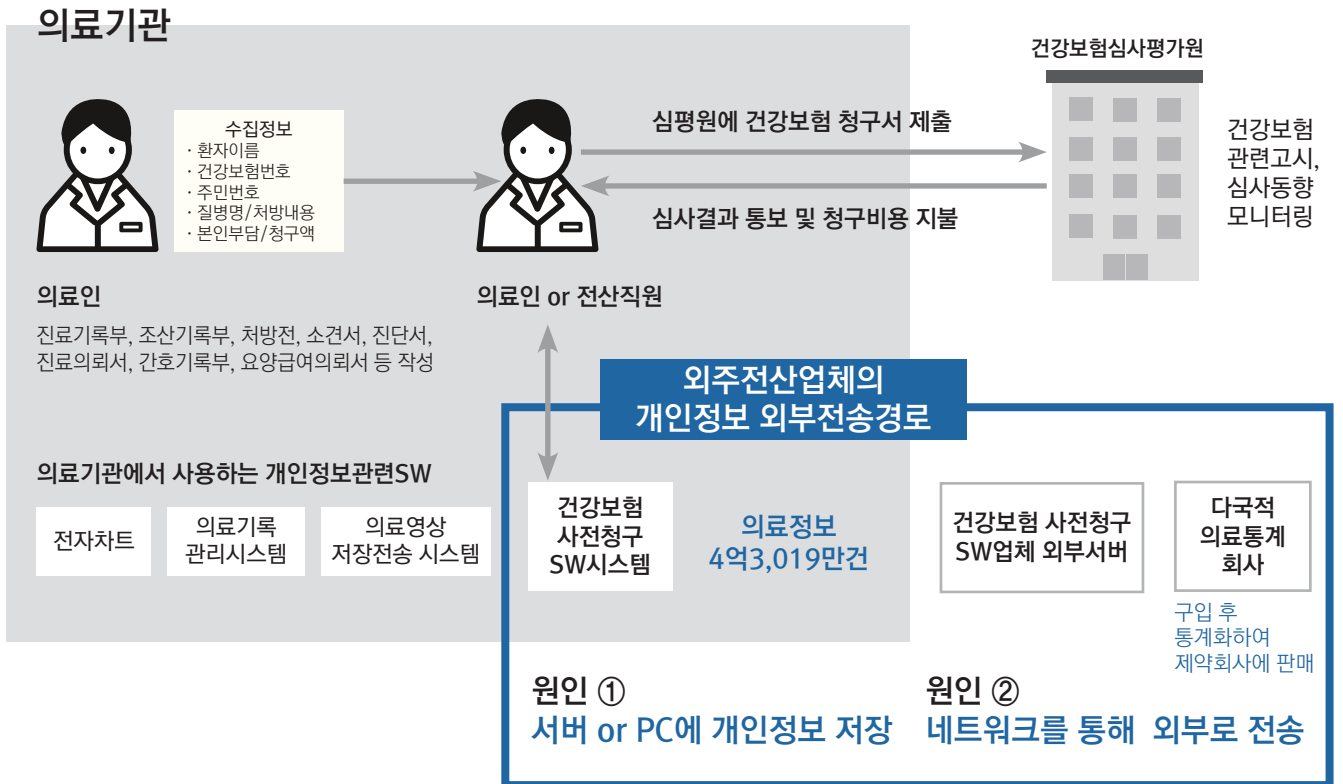 의료기관
수집정보
· 환자이름
· 건강보험번호
· 주민번호
· 질병명/처방내용
· 본인부담/청구액
의료인
진료기록부, 조산기록부, 처방전, 소견서, 진단서,
진료의뢰서, 간호기록부, 요양급여의뢰서 등 작성
심평원에 건강보험 청구서 제출
심사결과 통보 및 청구비용 지불
의료인 or 전산직원
건강보험심사평가원
건강보험
관련고시,
심사동향
모니터링
의료기관에서 사용하는 개인정보관련SW
전자차트
의료기록
관리시스템
의료영상
저장전송 시스템
외주전산업체의
개인정보 외부전송경로
건강보험
사전청구
SW시스템
의료정보
4억3,019만건
건강보험 사전청구
SW업체 외부서버
다국적
의료통계
회사
구입 후
통계화하여
제약회사에 판매
원인 ①
서버 or PC에 개인정보 저장
원인 ②
네트워크를 통해 외부로 전송